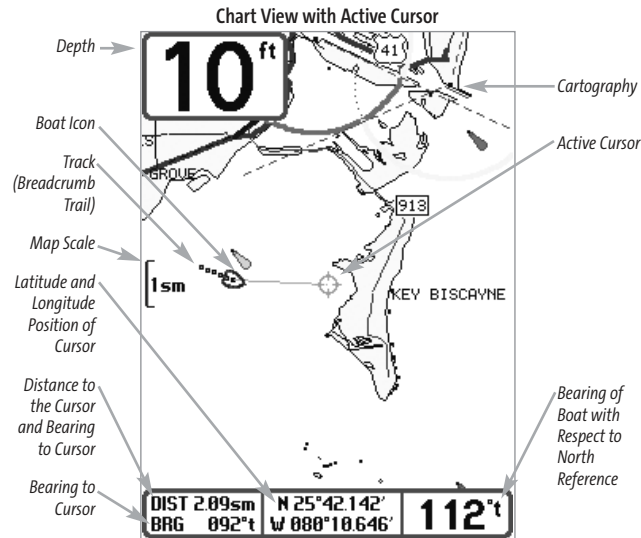 Chart View with Active Cursor
Depth
10 ft
41
Cartography
Boat Icon
Active Cursor
Track
(Breadcrumb
Trail)
GROVE
913
Map Scale
1sm
KEY BISCAYNE
Latitude and
Longitude
Position of
Cursor
Distance to
the Cursor
and Bearing
to Cursor
Bearing of
Boat with
Respect to
North
Reference
Bearing to
Cursor
DIST 2.09sm
BRG 092°t
N 25°42.142'
W 080°10.646'
112°t